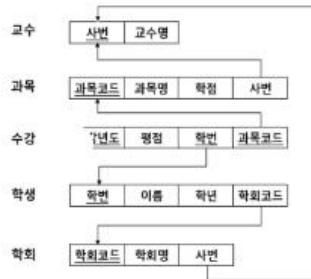 교수 사번 교수명
과목 과목코드 과목명 학점 사번
수강 년도 평점 학번 과목코드
학생 학번 이름 학년 학회코드
학회 학회코드 학회명 사번